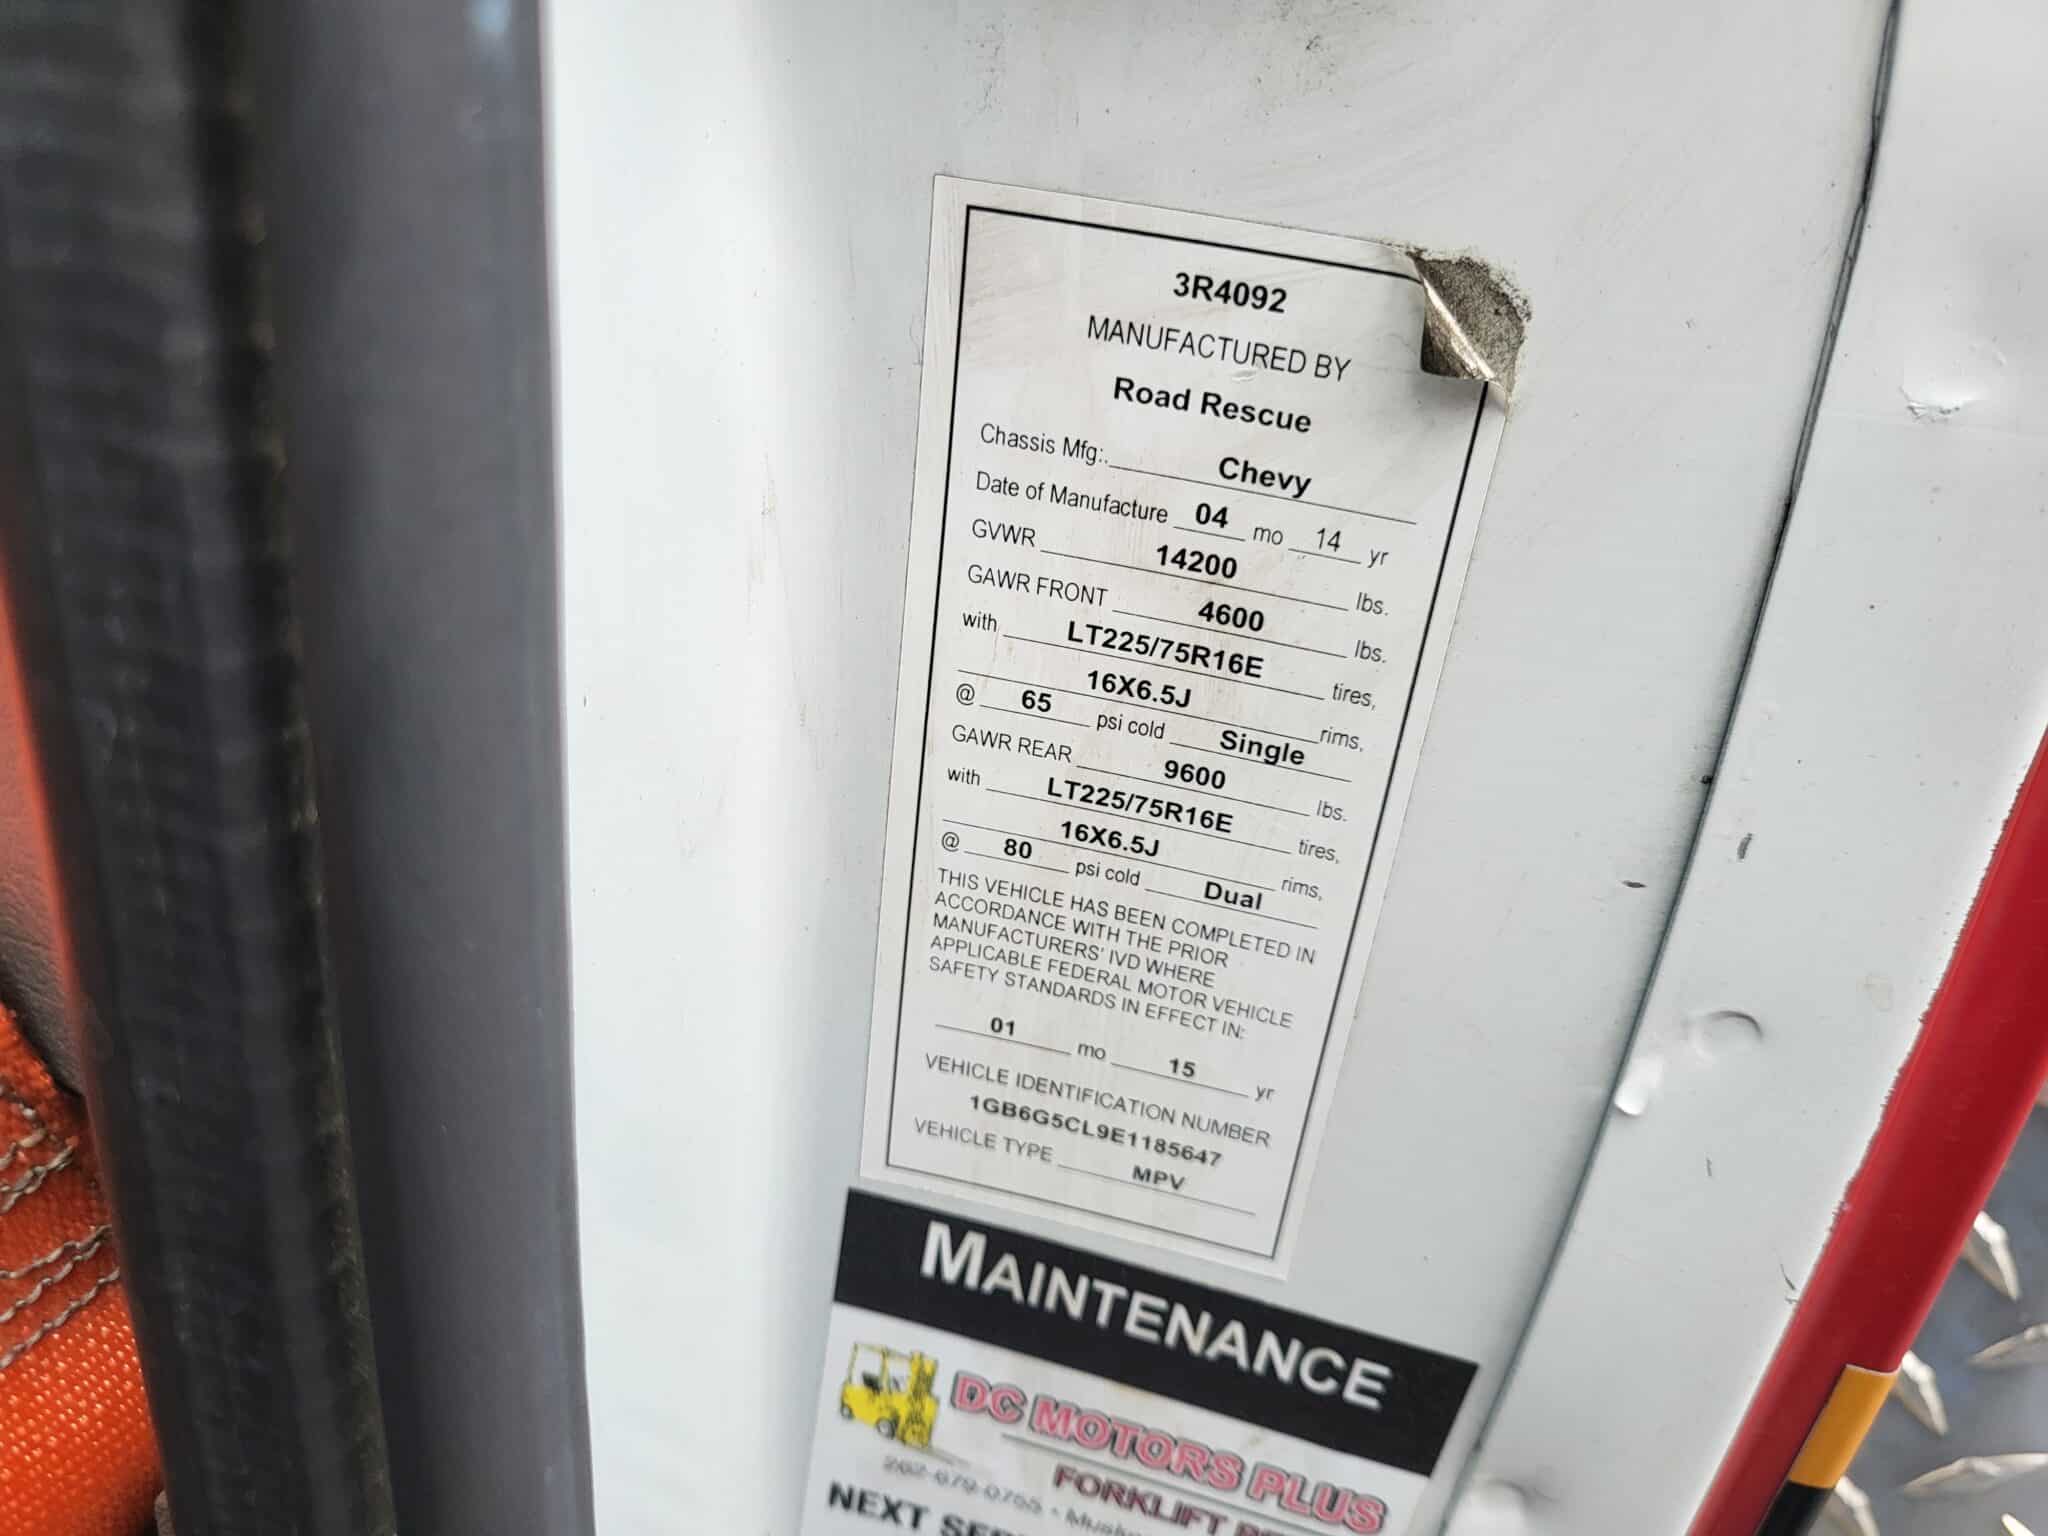 3R4092
MANUFACTURED BY
Road Rescue
Chassis Mfg:. Chevy
Date of Manufacture 04 mo 14 yr
GVWR 14200 lbs.
GAWR FRONT 4600 lbs.
with LT225/75R16E tires,
16X6.5J rims,
@ 65 psi cold Single
GAWR REAR 9600 lbs.
with LT225/75R16E tires,
16X6.5J rims,
@ 80 psi cold Dual
THIS VEHICLE HAS BEEN COMPLETED IN
ACCORDANCE WITH THE PRIOR
MANUFACTURERS' IVD WHERE
APPLICABLE FEDERAL MOTOR VEHICLE
SAFETY STANDARDS IN EFFECT IN:
01 mo 15 yr
VEHICLE IDENTIFICATION NUMBER
1GB6G5CL9E1185647
VEHICLE TYPE MPV
MAINTENANCE
DC MOTORS PLUS
FORKLIFT
NEXT